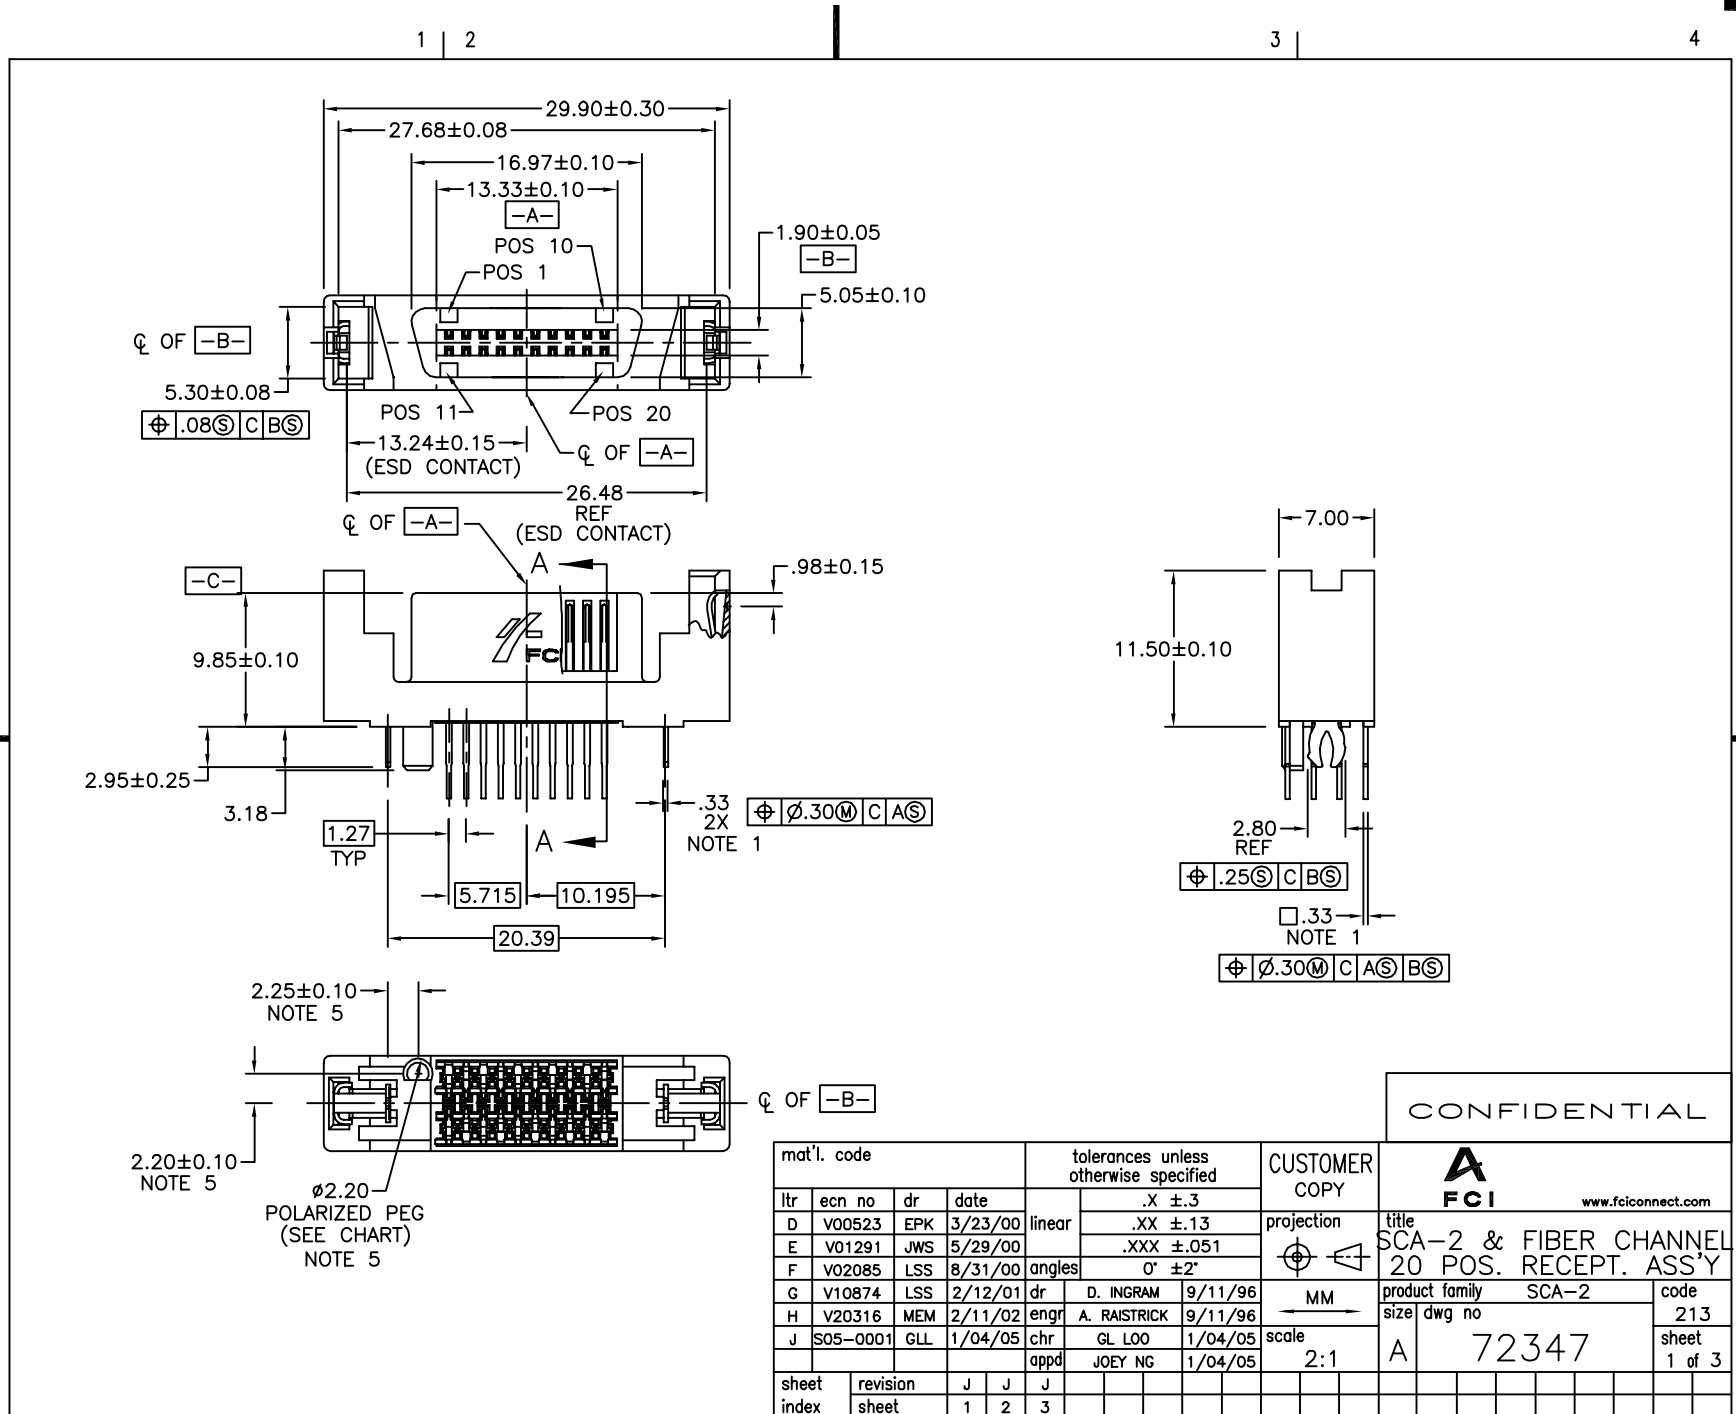 1 2 3 4
29.90±0.30
27.68±0.08
16.97±0.10
13.33±0.10
-A-
POS 10
POS 1
1.90±0.05
-B-
5.05±0.10
℄ OF -B-
5.30±0.08
⌖ .08Ⓢ C BⓈ
POS 11
POS 20
13.24±0.15
(ESD CONTACT)
℄ OF -A-
26.48
REF
(ESD CONTACT)
℄ OF -A-
A
.98±0.15
-C-
9.85±0.10
FCI
2.95±0.25
3.18
1.27
TYP
A
.33
2X
NOTE 1
⌖ Ø.30Ⓜ C AⓈ
5.715
10.195
20.39
7.00
11.50±0.10
2.80
REF
⌖ .25Ⓢ C BⓈ
□.33
NOTE 1
⌖ Ø.30Ⓜ C AⓈ BⓈ
2.25±0.10
NOTE 5
2.20±0.10
NOTE 5
ø2.20
POLARIZED PEG
(SEE CHART)
NOTE 5
℄ OF -B-
CONFIDENTIAL
mat'l. code
tolerances unless
otherwise specified
CUSTOMER
COPY
FCI
www.fciconnect.com
ltr ecn no dr date
D V00523 EPK 3/23/00
E V01291 JWS 5/29/00
F V02085 LSS 8/31/00
G V10874 LSS 2/12/01
H V20316 MEM 2/11/02
J S05-0001 GLL 1/04/05
linear
.X ±.3
.XX ±.13
.XXX ±.051
angles 0° ±2°
dr D. INGRAM 9/11/96
engr A. RAISTRICK 9/11/96
chr GL LOO 1/04/05
appd JOEY NG 1/04/05
projection
MM
scale
2:1
title
SCA-2 & FIBER CHANNEL
20 POS. RECEPT. ASS'Y
product family SCA-2
code
213
size
A
dwg no
72347
sheet
1 of 3
sheet index
revision J J J
sheet 1 2 3